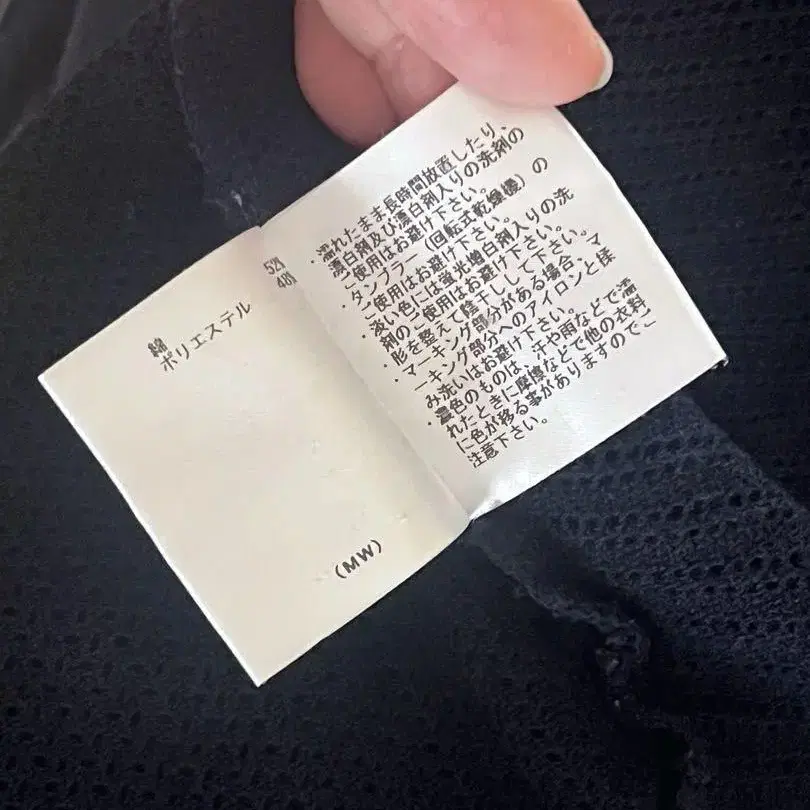 綿 52%
ポリエステル 48%
(MW)
・濡れたまま長時間放置したり、
漂白剤及び漂白剤入りの洗剤の
ご使用はお避け下さい。
・タンブラー(回転式乾燥機)の
ご使用はお避け下さい。
・淡い色には蛍光増白剤入りの洗
剤のご使用はお避け下さい。
・形を整えて陰干しして下さい。
・マーキング部分がある場合、マ
ーキング部分へのアイロンと揉
み洗いはお避け下さい。
・濃色のものは、汗や雨などで濡
れたときに摩擦などで他の衣料
に色が移る事がありますのでご
注意下さい。